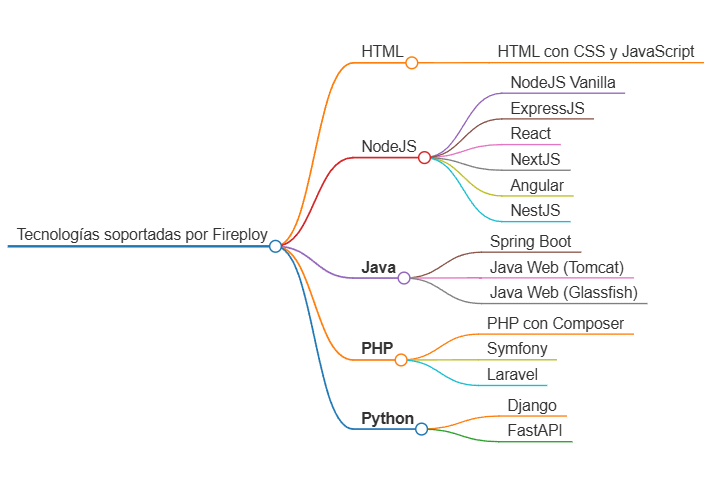 Tecnologías soportadas por Fireploy
HTML
HTML con CSS y JavaScript
NodeJS
NodeJS Vanilla
ExpressJS
React
NextJS
Angular
NestJS
Java
Spring Boot
Java Web (Tomcat)
Java Web (Glassfish)
PHP
PHP con Composer
Symfony
Laravel
Python
Django
FastAPI